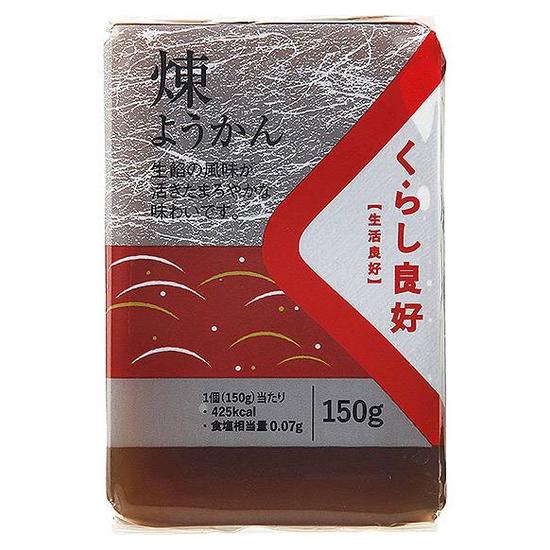 煉
ようかん
生餡の風味が
活きたまろやかな
味わいです。
くらし良好
【生活良好】
1個(150g)当たり
・425kcal
・食塩相当量0.07g
150g